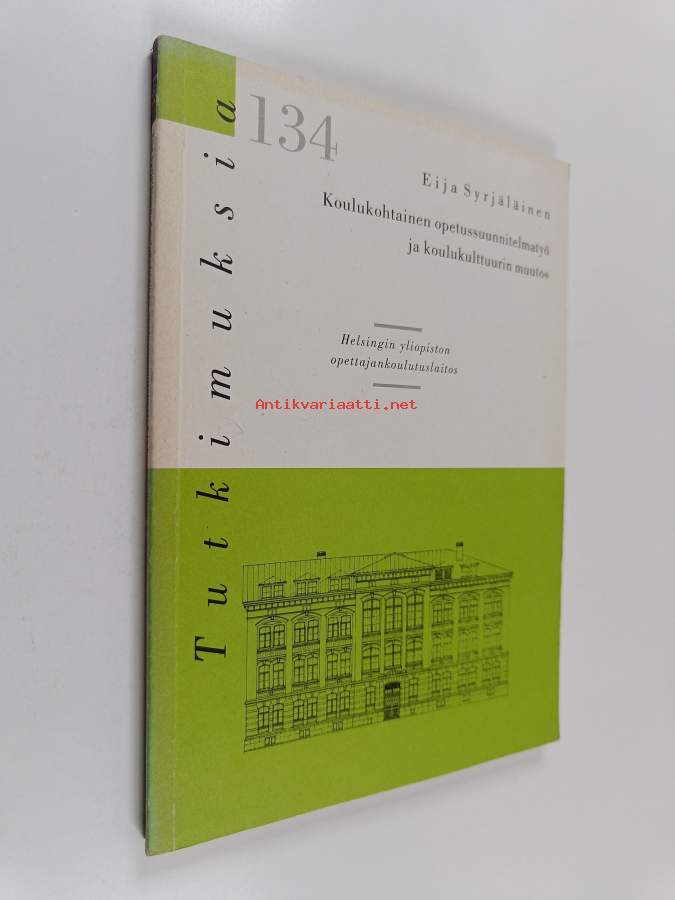 Tutkimuksia
134
Eija Syrjäläinen
Koulukohtainen opetussuunnitelmatyö
ja koulukulttuurin muutos
Helsingin yliopiston
opettajankoulutuslaitos
Antikvariaatti.net